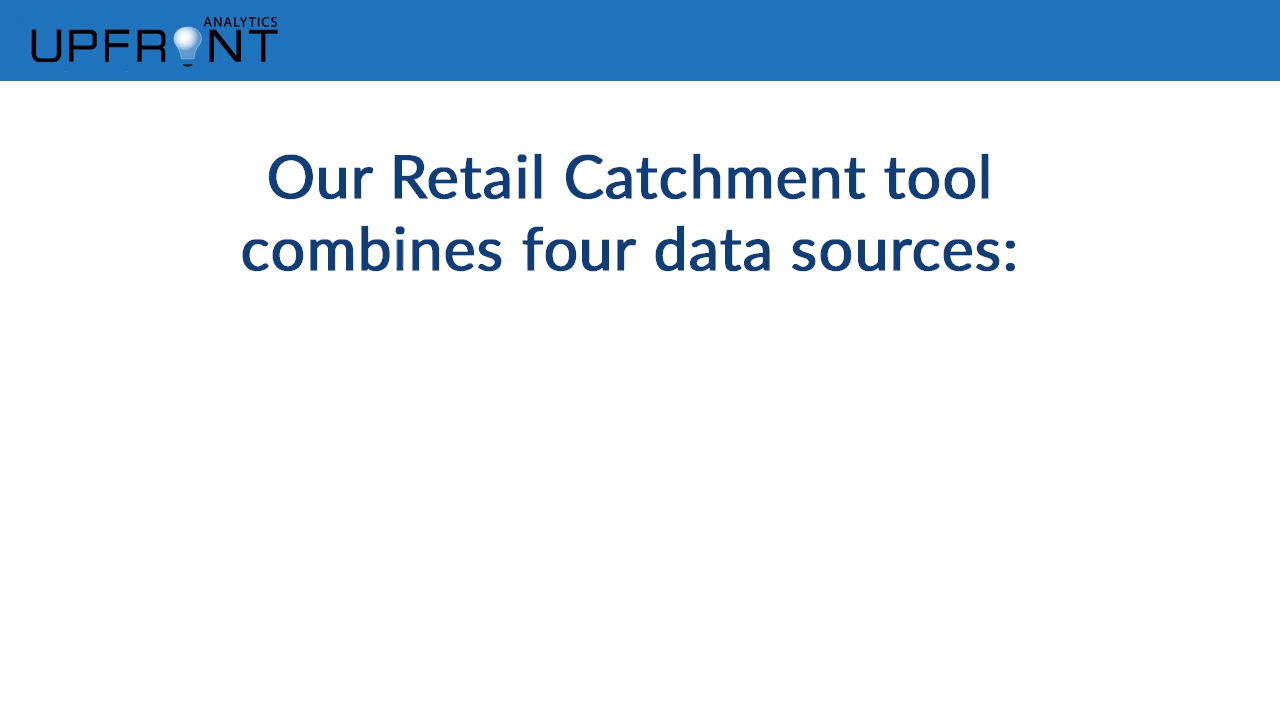 ANALYTICS
UPFRONT
Our Retail Catchment tool
combines four data sources: